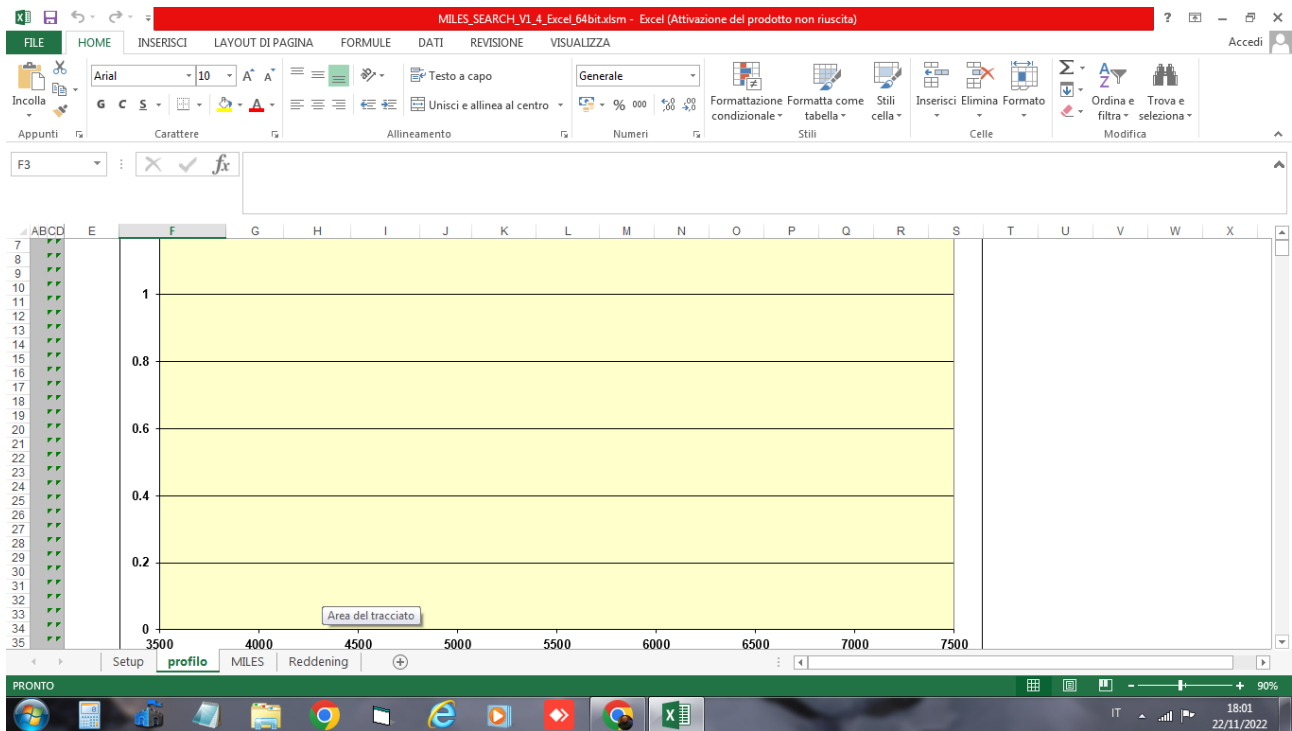 MILES_SEARCH_V1_4_Excel_64bit.xlsm - Excel (Attivazione del prodotto non riuscita)
FILE HOME INSERISCI LAYOUT DI PAGINA FORMULE DATI REVISIONE VISUALIZZA Accedi
Incolla
Arial 10
G C S
Testo a capo
Unisci e allinea al centro
Generale
% 000
Formattazione condizionale
Formatta come tabella
Stili cella
Inserisci Elimina Formato
Ordina e filtra
Trova e seleziona
Appunti Carattere Allineamento Numeri Stili Celle Modifica
F3 fx
A B C D E F G H I J K L M N O P Q R S T U V W X
7
8
9
10
11
12
13
14
15
16
17
18
19
20
21
22
23
24
25
26
27
28
29
30
31
32
33
34
35
1
0.8
0.6
0.4
0.2
0
Area del tracciato
3500 4000 4500 5000 5500 6000 6500 7000 7500
Setup profilo MILES Reddening
PRONTO 90%
IT 18:01
22/11/2022